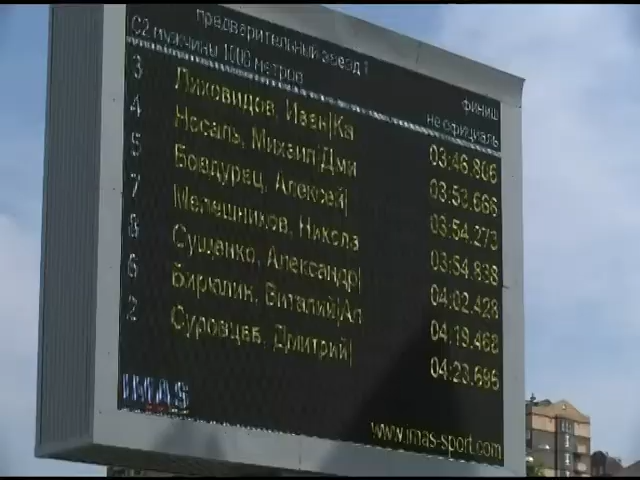 предварительный заезд 1
C2 мужчины 1000 метров финиш
не официаль
3 Лиховидов, Иван|Ка 03:46.806
4 Носаль, Михаил|Дми 03:53.666
5 Бовдурец, Алексей| 03:54.273
7 Мелешников, Никола 03:54.838
8 Сущенко, Александр| 04:02.428
6 Бирюлин, Виталий|Ал 04:19.468
2 Суровцев, Дмитрий| 04:23.696
IMAS www.imas-sport.com